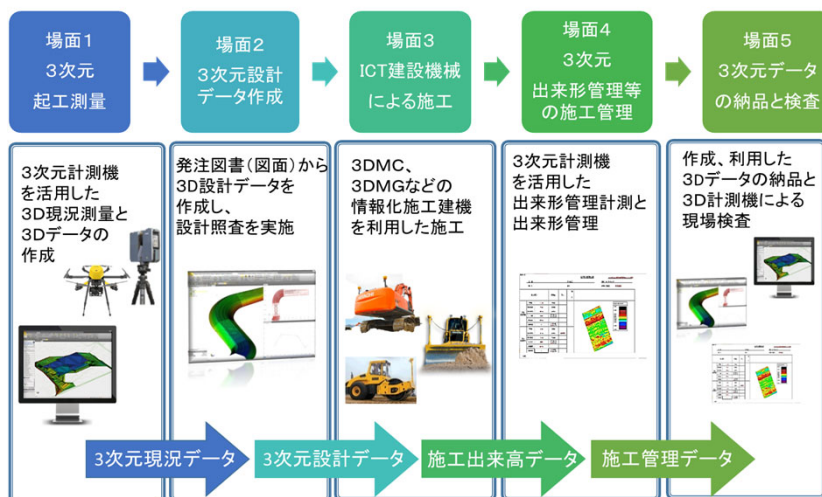 場面1
3次元
起工測量
場面2
3次元設計
データ作成
場面3
ICT建設機械
による施工
場面4
3次元
出来形管理等
の施工管理
場面5
3次元データ
の納品と検査
3次元計測機
を活用した
3D現況測量と
3Dデータの
作成
発注図書(図面)から
3D設計データを
作成し、
設計照査を実施
3DMC、
3DMGなどの
情報化施工建機
を利用した施工
3次元計測機
を活用した
出来形管理計測と
出来形管理
作成、利用した
3Dデータの納品と
3D計測機による
現場検査
3次元現況データ
3次元設計データ
施工出来高データ
施工管理データ